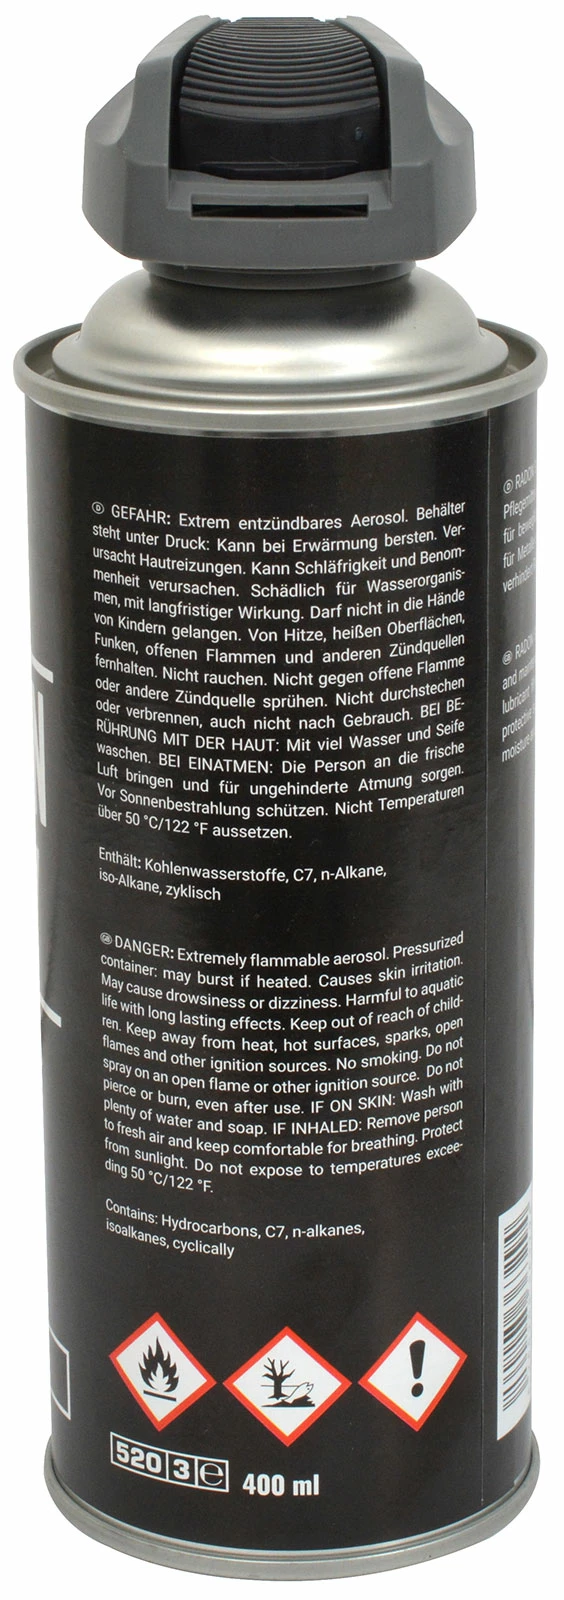 D GEFAHR: Extrem entzündbares Aerosol. Behälter
steht unter Druck: Kann bei Erwärmung bersten. Ver-
ursacht Hautreizungen. Kann Schläfrigkeit und Benom-
menheit verursachen. Schädlich für Wasserorganis-
men, mit langfristiger Wirkung. Darf nicht in die Hände
von Kindern gelangen. Von Hitze, heißen Oberflächen,
Funken, offenen Flammen und anderen Zündquellen
fernhalten. Nicht rauchen. Nicht gegen offene Flamme
oder andere Zündquelle sprühen. Nicht durchstechen
oder verbrennen, auch nicht nach Gebrauch. BEI BE-
RÜHRUNG MIT DER HAUT: Mit viel Wasser und Seife
waschen. BEI EINATMEN: Die Person an die frische
Luft bringen und für ungehinderte Atmung sorgen.
Vor Sonnenbestrahlung schützen. Nicht Temperaturen
über 50 °C/122 °F aussetzen.
Enthält: Kohlenwasserstoffe, C7, n-Alkane,
iso-Alkane, zyklisch
GB DANGER: Extremely flammable aerosol. Pressurized
container: may burst if heated. Causes skin irritation.
May cause drowsiness or dizziness. Harmful to aquatic
life with long lasting effects. Keep out of reach of child-
ren. Keep away from heat, hot surfaces, sparks, open
flames and other ignition sources. No smoking. Do not
spray on an open flame or other ignition source. Do not
pierce or burn, even after use. IF ON SKIN: Wash with
plenty of water and soap. IF INHALED: Remove person
to fresh air and keep comfortable for breathing. Protect
from sunlight. Do not expose to temperatures excee-
ding 50 °C/122 °F.
Contains: Hydrocarbons, C7, n-alkanes,
isoalkanes, cyclically
520 3 e 400 ml
N
D RADON
für
für
GB RADON
and
lubricant